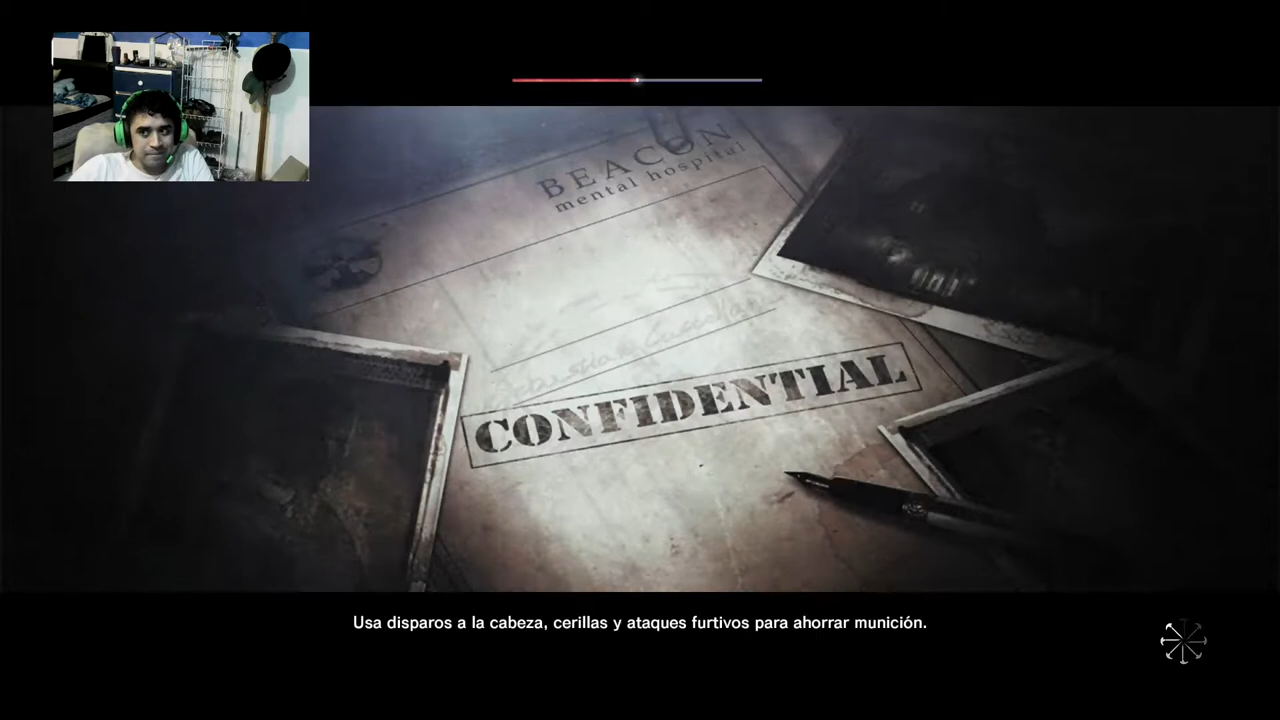 BEACON
mental hospital
CONFIDENTIAL
Usa disparos a la cabeza, cerillas y ataques furtivos para ahorrar munición.